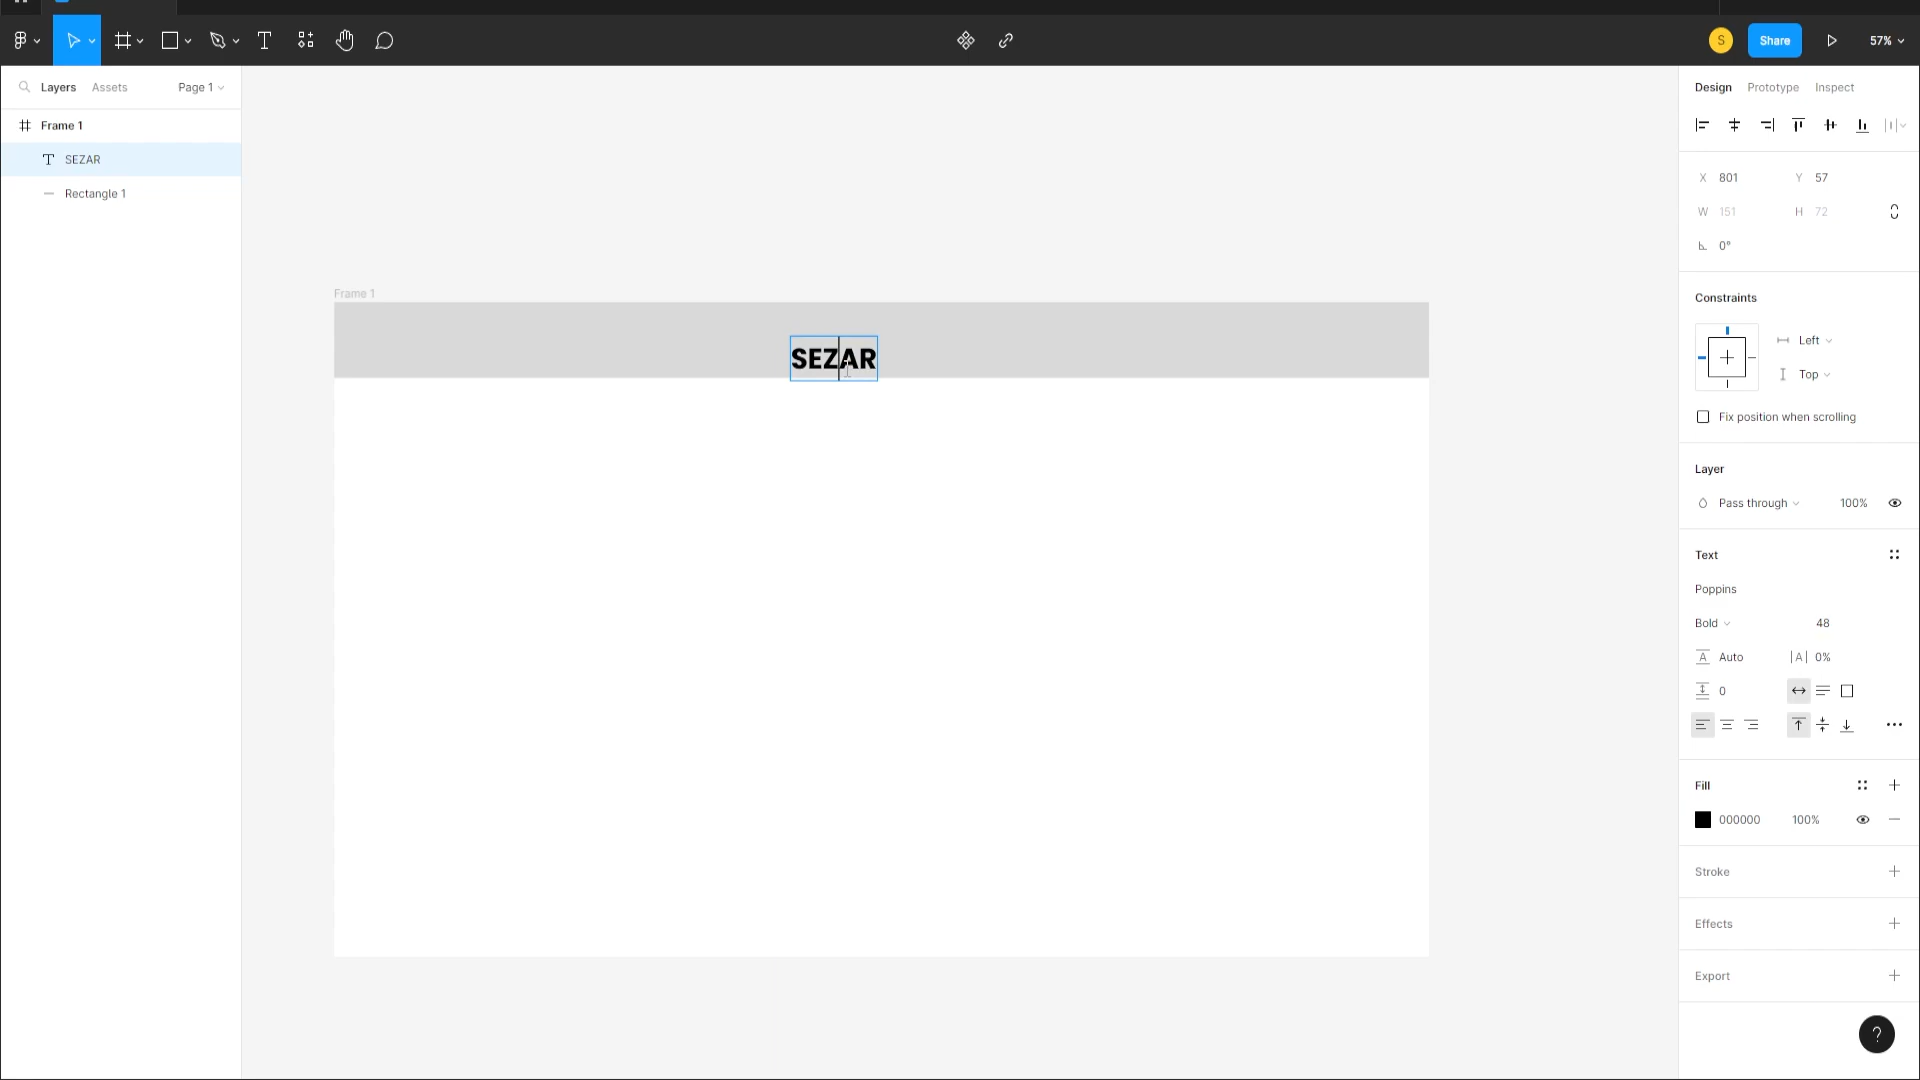 S
Share
57%
Layers
Assets
Page 1
Design
Prototype
Inspect
Frame 1
SEZAR
Rectangle 1
X 801
Y 57
W 151
H 72
0°
Constraints
Left
Top
Fix position when scrolling
Frame 1
SEZAR
Layer
Pass through
100%
Text
Poppins
Bold
48
A Auto
|A| 0%
0
Fill
000000
100%
Stroke
Effects
Export
?